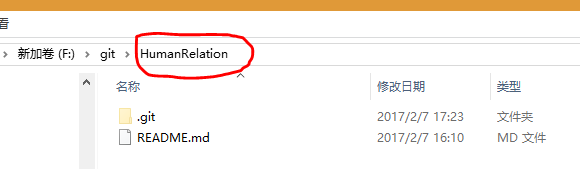 看
新加卷 (F:) › git › HumanRelation
名称 修改日期 类型
.git 2017/2/7 17:23 文件夹
README.md 2017/2/7 16:10 MD 文件